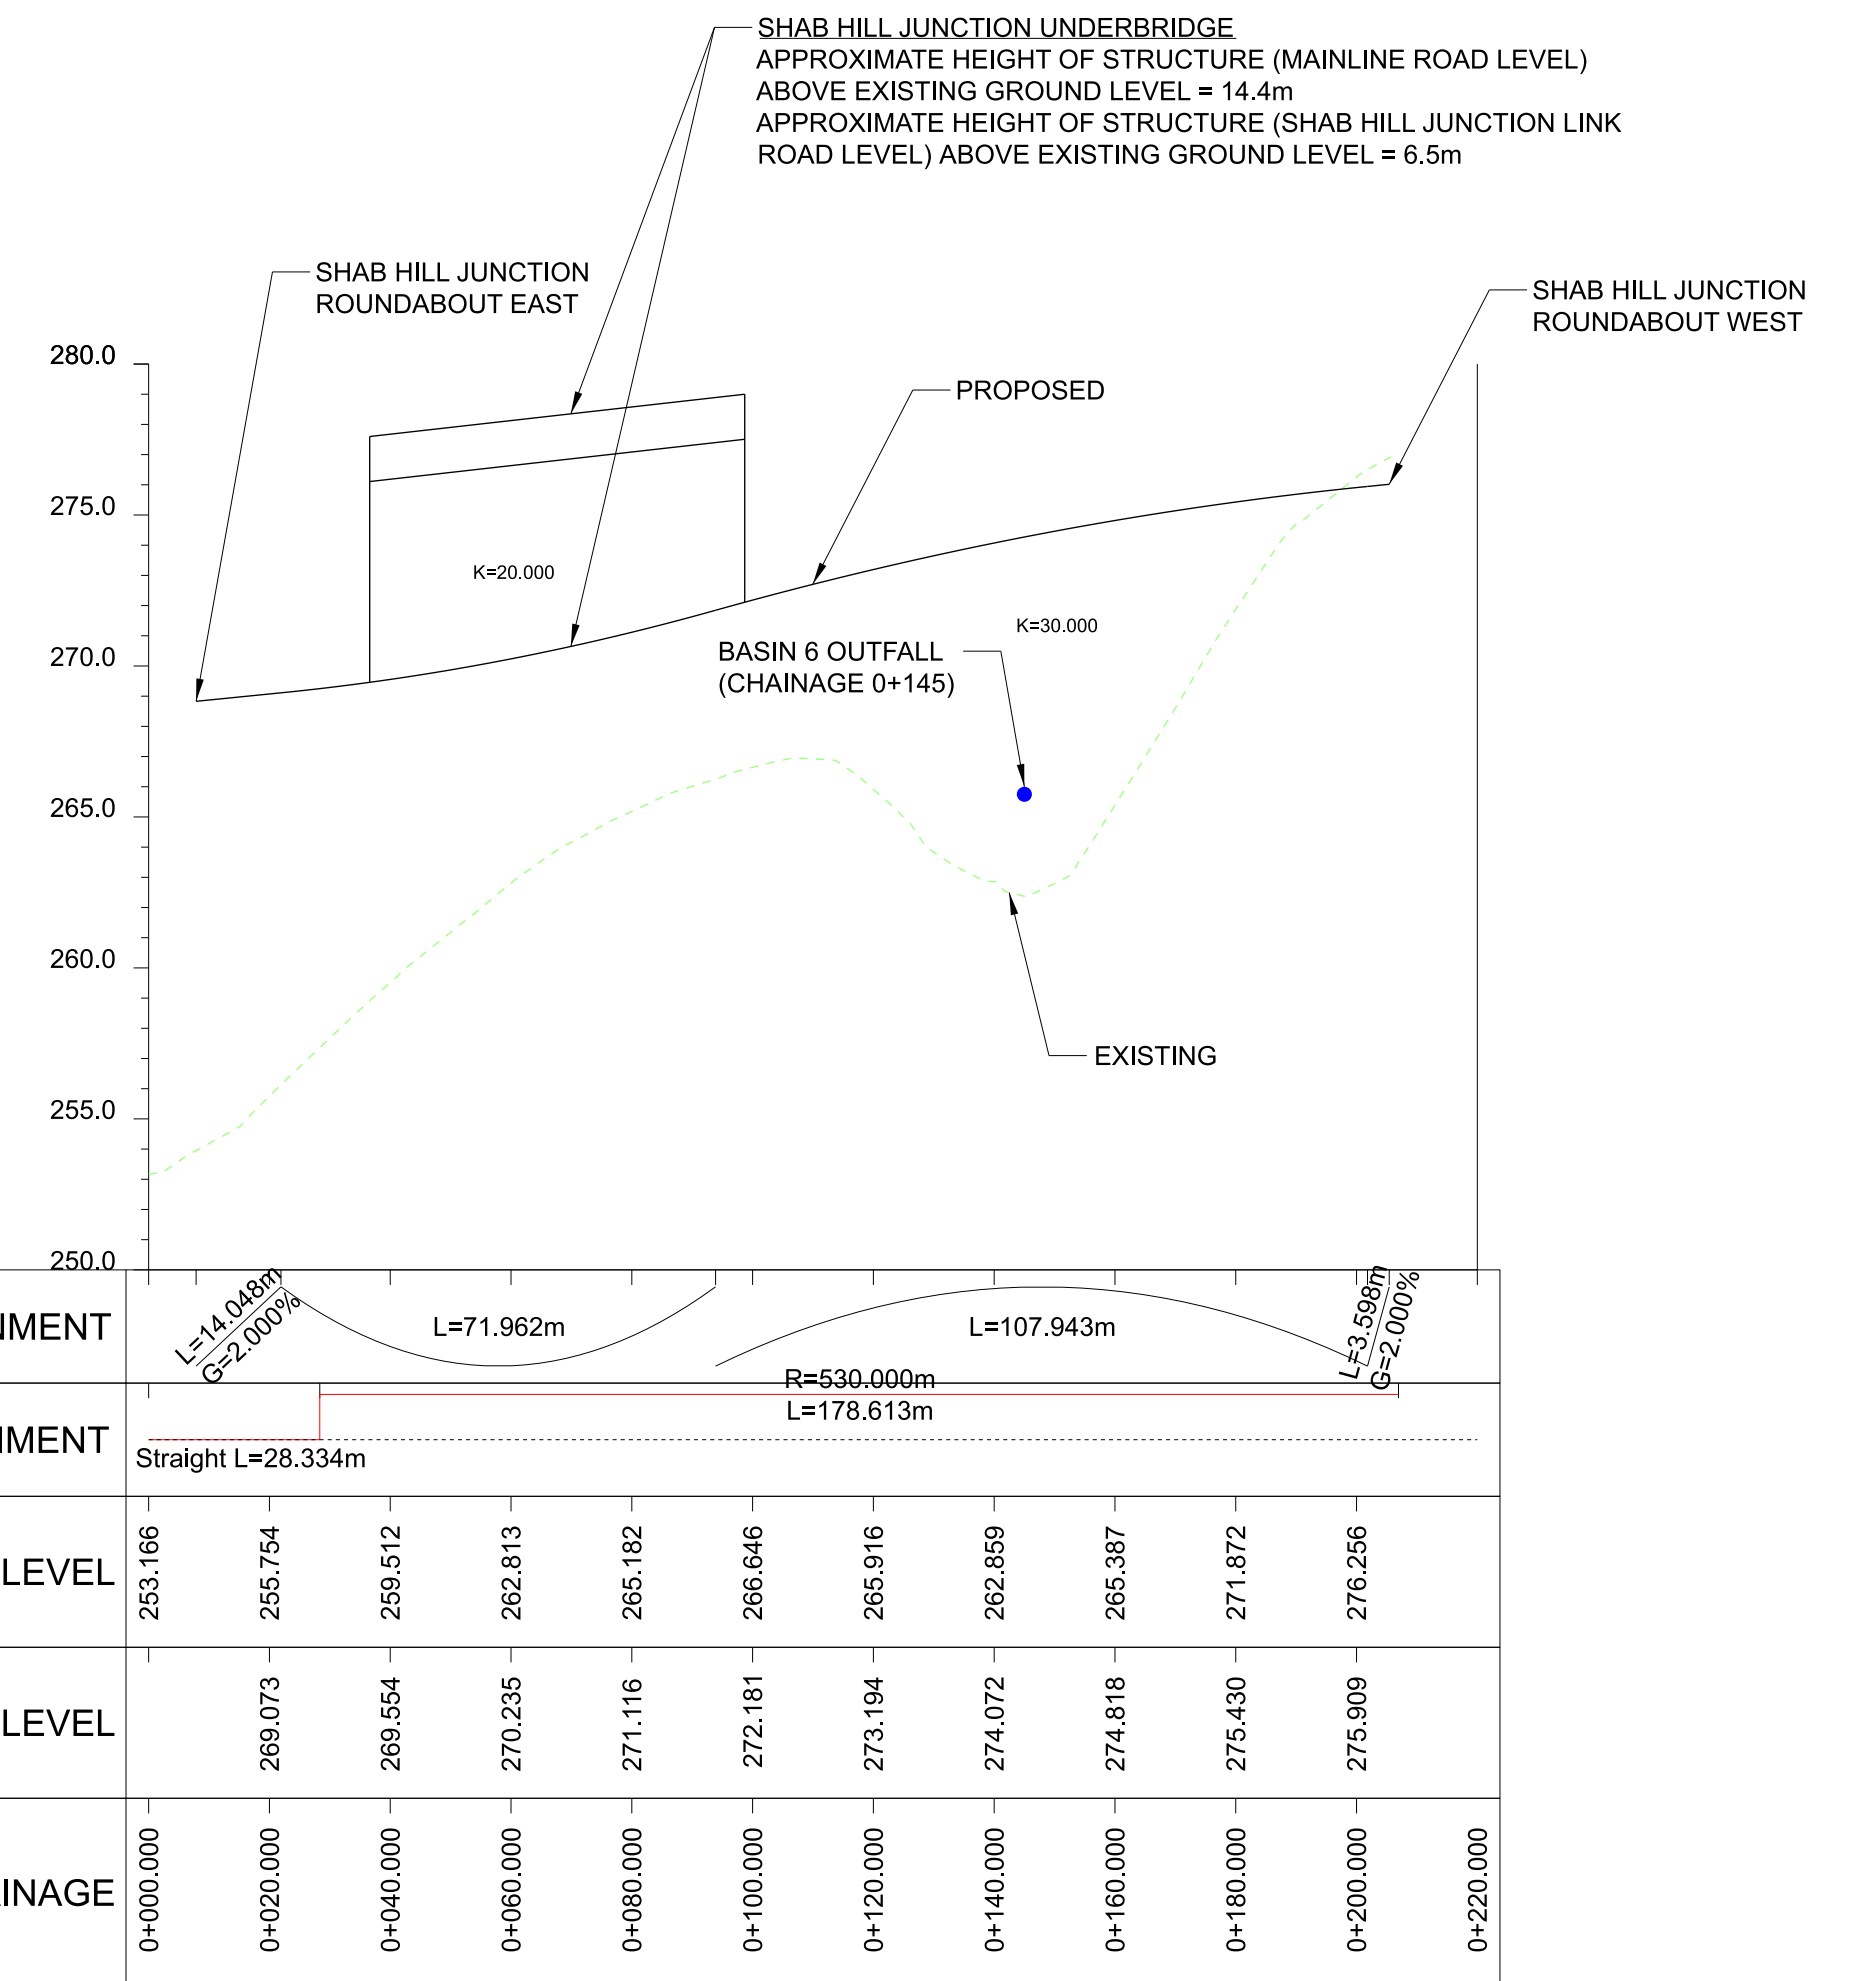 SHAB HILL JUNCTION UNDERBRIDGE
APPROXIMATE HEIGHT OF STRUCTURE (MAINLINE ROAD LEVEL)
ABOVE EXISTING GROUND LEVEL = 14.4m
APPROXIMATE HEIGHT OF STRUCTURE (SHAB HILL JUNCTION LINK
ROAD LEVEL) ABOVE EXISTING GROUND LEVEL = 6.5m
SHAB HILL JUNCTION
ROUNDABOUT EAST
SHAB HILL JUNCTION
ROUNDABOUT WEST
280.0
PROPOSED
275.0
K=20.000
K=30.000
270.0
BASIN 6 OUTFALL
(CHAINAGE 0+145)
265.0
260.0
EXISTING
255.0
250.0
NMENT
L=14.048m
G=2.000%
L=71.962m
L=107.943m
L=3.598m
G=2.000%
NMENT
R=530.000m
L=178.613m
Straight L=28.334m
LEVEL
253.166
255.754
259.512
262.813
265.182
266.646
265.916
262.859
265.387
271.872
276.256
LEVEL
269.073
269.554
270.235
271.116
272.181
273.194
274.072
274.818
275.430
275.909
AINAGE
0+000.000
0+020.000
0+040.000
0+060.000
0+080.000
0+100.000
0+120.000
0+140.000
0+160.000
0+180.000
0+200.000
0+220.000